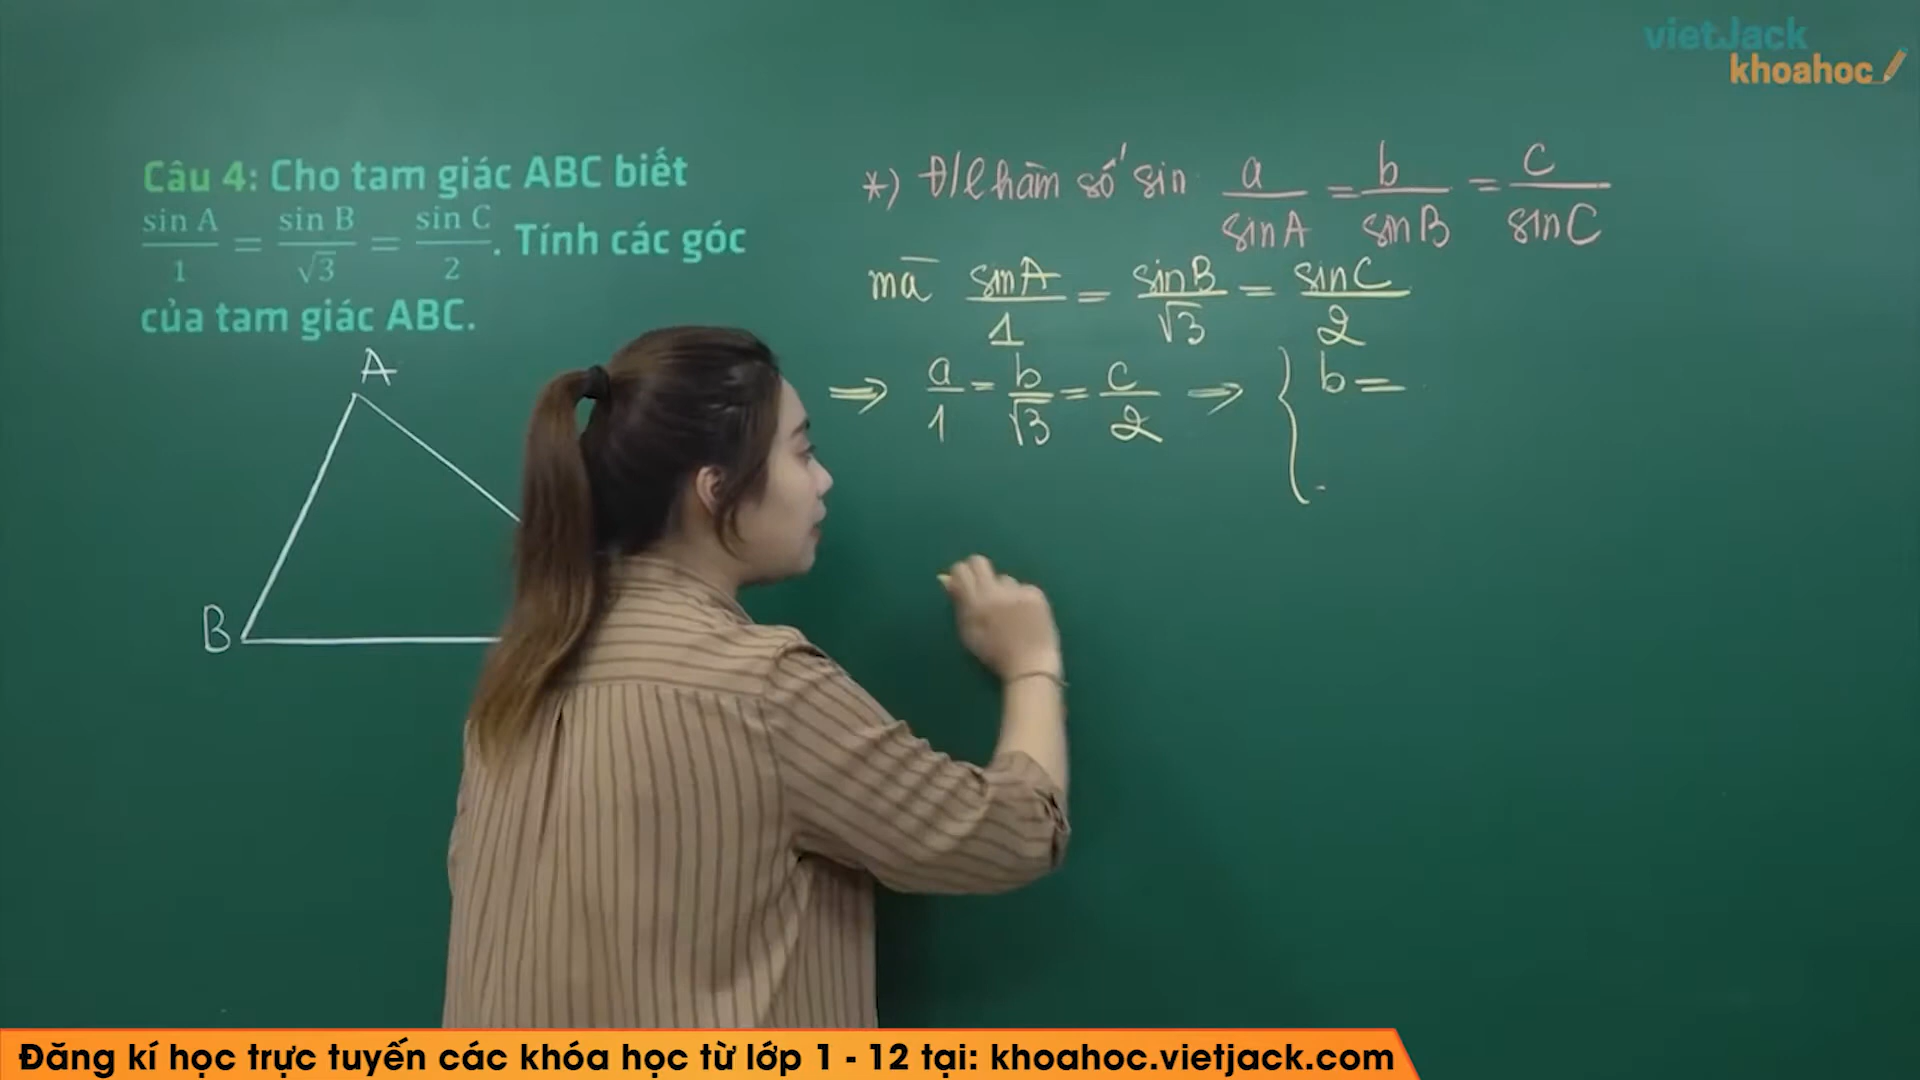 vietJack
khoahoc
Câu 4: Cho tam giác ABC biết
sin A/1 = sin B/√3 = sin C/2. Tính các góc
của tam giác ABC.
A
B
*) Đ/l hàm số sin a/sinA = b/sinB = c/sinC
mà sinA/1 = sinB/√3 = sinC/2
⇒ a/1 = b/√3 = c/2 ⇒ { b =
Đăng kí học trực tuyến các khóa học từ lớp 1 - 12 tại: khoahoc.vietjack.com